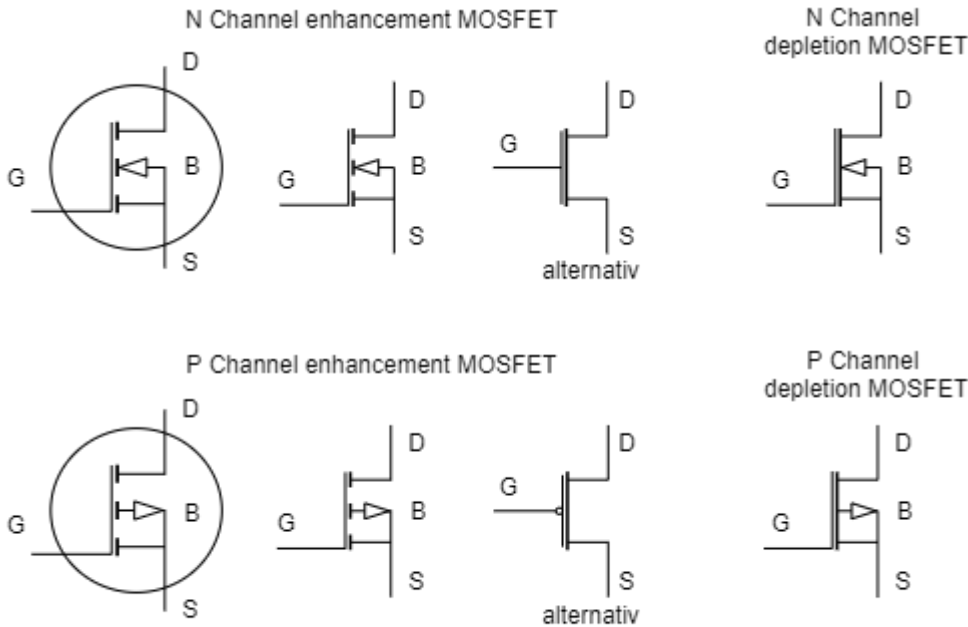 N Channel enhancement MOSFET
N Channel
depletion MOSFET
D
G
B
S
D
G
B
S
D
G
S
alternativ
D
G
B
S
P Channel enhancement MOSFET
P Channel
depletion MOSFET
D
G
B
S
D
G
B
S
D
G
S
alternativ
D
G
B
S